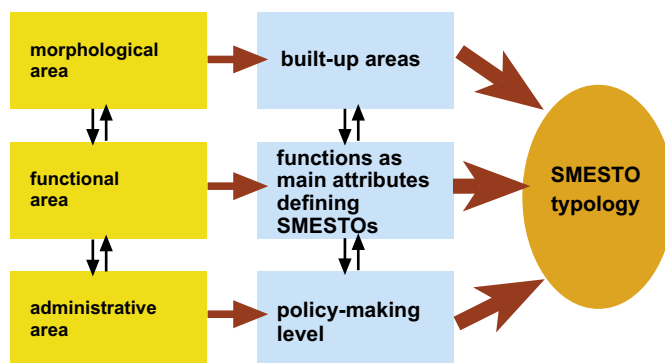 morphological
area
built-up areas
functional
area
functions as
main attributes
defining
SMESTOs
SMESTO
typology
administrative
area
policy-making
level